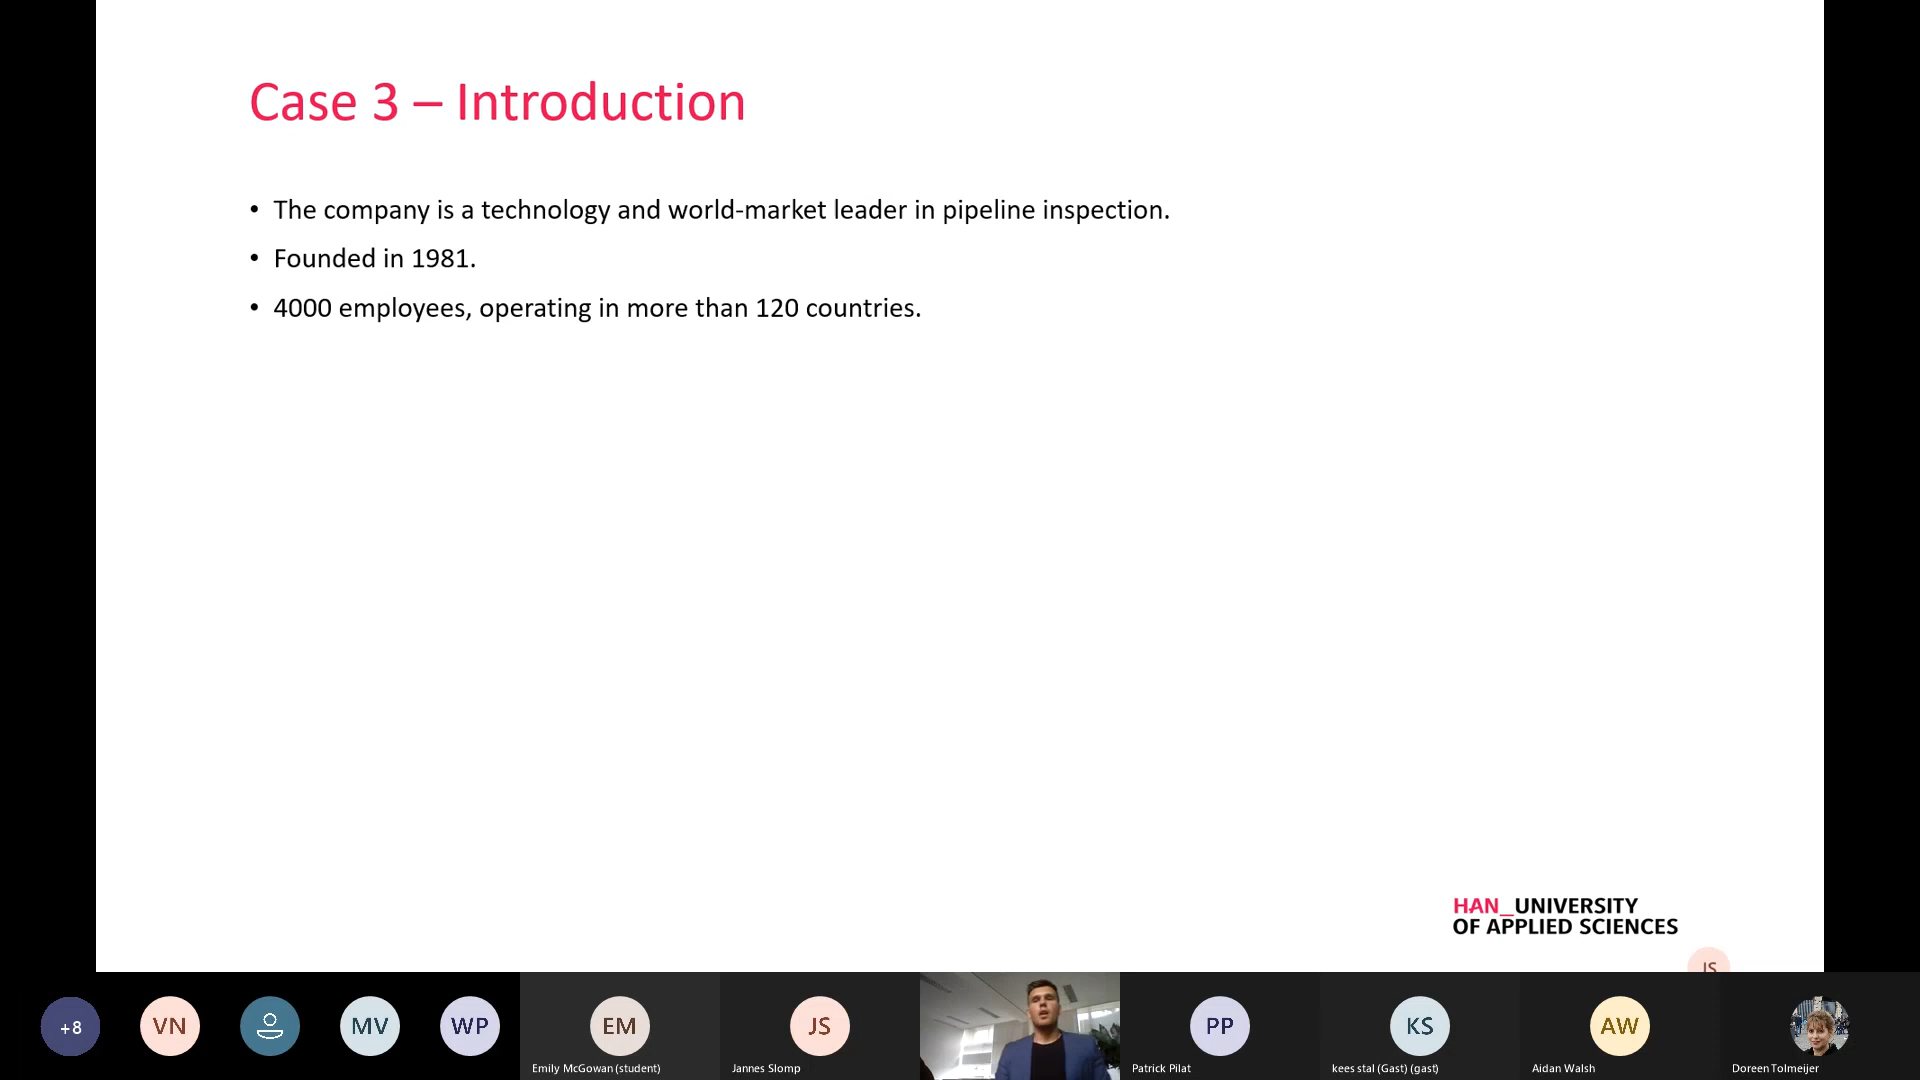 Case 3 – Introduction
• The company is a technology and world-market leader in pipeline inspection.
• Founded in 1981.
• 4000 employees, operating in more than 120 countries.
HAN_UNIVERSITY
OF APPLIED SCIENCES
JS
+8
VN
MV
WP
EM
JS
PP
KS
AW
Emily McGowan (student)
Jannes Slomp
Patrick Pilat
kees stal (Gast) (gast)
Aidan Walsh
Doreen Tolmeijer